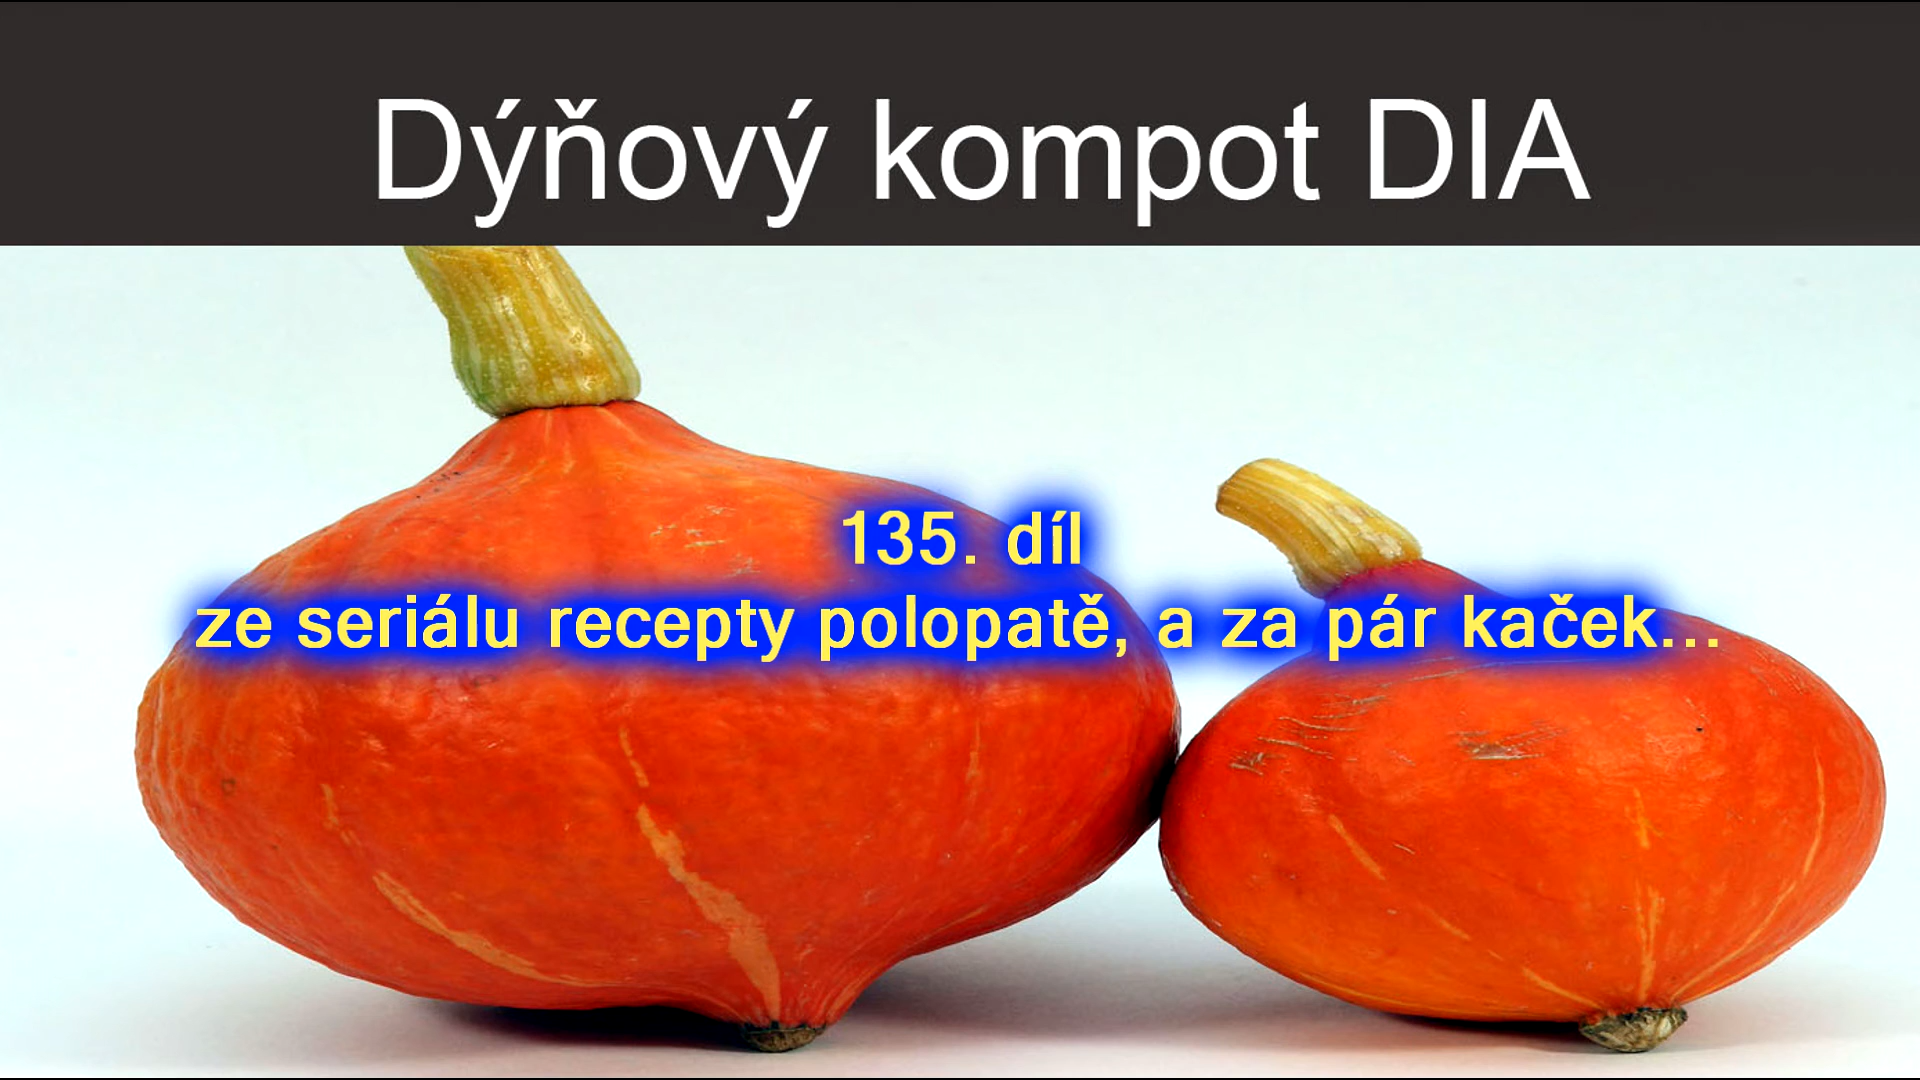 Dýňový kompot DIA
135. díl
ze seriálu recepty polopatě, a za pár kaček...